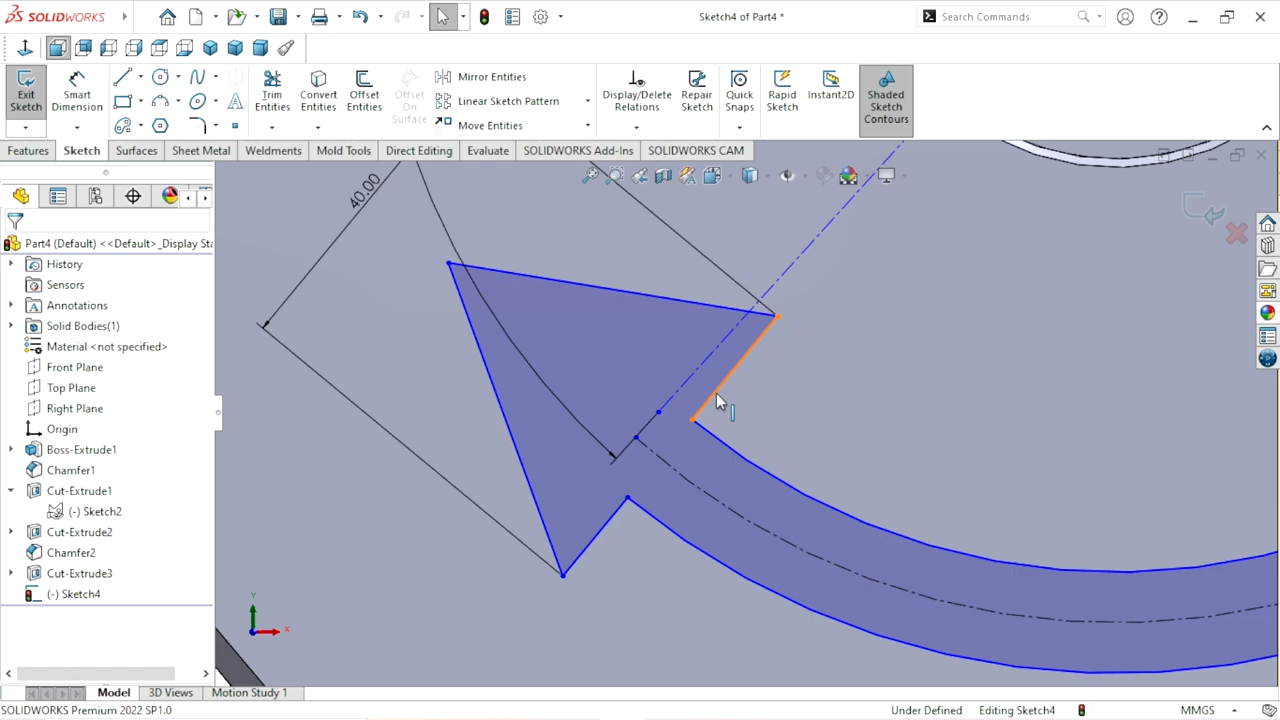 SOLIDWORKS
Sketch4 of Part4 *
Search Commands
Exit Sketch
Smart Dimension
Trim Entities
Convert Entities
Offset Entities
Offset On Surface
Mirror Entities
Linear Sketch Pattern
Move Entities
Display/Delete Relations
Repair Sketch
Quick Snaps
Rapid Sketch
Instant2D
Shaded Sketch Contours
Features
Sketch
Surfaces
Sheet Metal
Weldments
Mold Tools
Direct Editing
Evaluate
SOLIDWORKS Add-Ins
SOLIDWORKS CAM
40.00
Part4 (Default) <<Default>_Display Sta
History
Sensors
Annotations
Solid Bodies(1)
Material <not specified>
Front Plane
Top Plane
Right Plane
Origin
Boss-Extrude1
Chamfer1
Cut-Extrude1
(-) Sketch2
Cut-Extrude2
Chamfer2
Cut-Extrude3
(-) Sketch4
Y
X
Model
3D Views
Motion Study 1
SOLIDWORKS Premium 2022 SP1.0
Under Defined
Editing Sketch4
MMGS